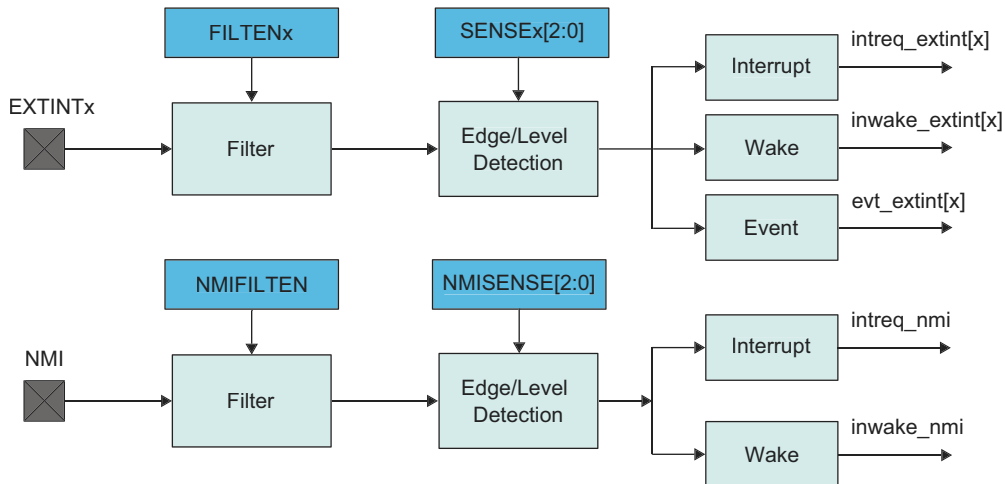 FILTENx
SENSEx[2:0]
intreq_extint[x]
EXTINTx
Interrupt
Filter
Edge/Level
Detection
inwake_extint[x]
Wake
evt_extint[x]
Event
NMIFILTEN
NMISENSE[2:0]
intreq_nmi
NMI
Interrupt
Filter
Edge/Level
Detection
inwake_nmi
Wake